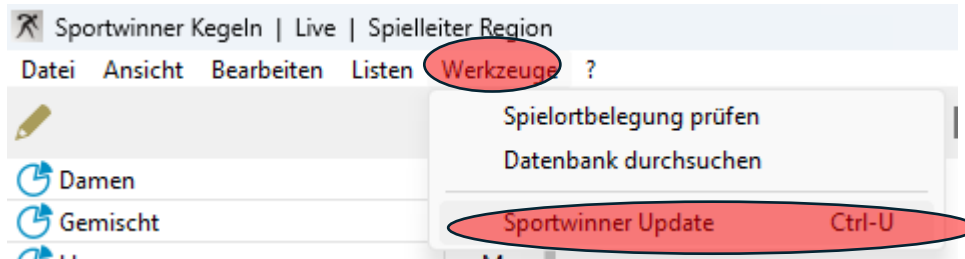 Sportwinner Kegeln | Live | Spielleiter Region
Datei Ansicht Bearbeiten Listen Werkzeuge ?
Spielortbelegung prüfen
Datenbank durchsuchen
Damen
Gemischt
Sportwinner Update Ctrl-U